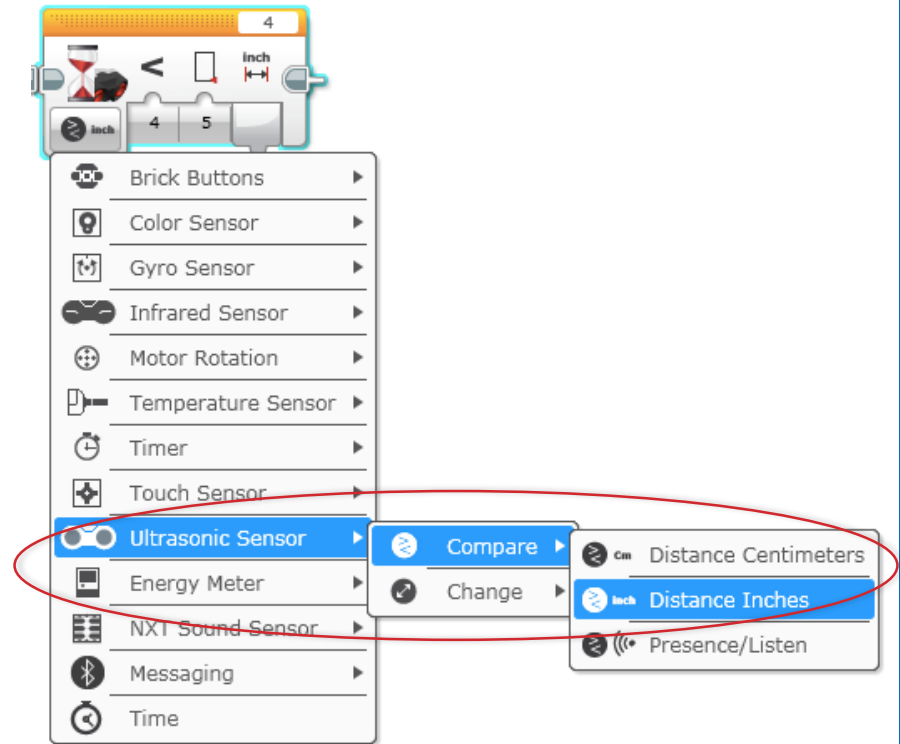 4
< inch
inch 4 5
Brick Buttons
Color Sensor
Gyro Sensor
Infrared Sensor
Motor Rotation
Temperature Sensor
Timer
Touch Sensor
Ultrasonic Sensor
Compare
cm Distance Centimeters
Energy Meter
Change
inch Distance Inches
NXT Sound Sensor
Presence/Listen
Messaging
Time